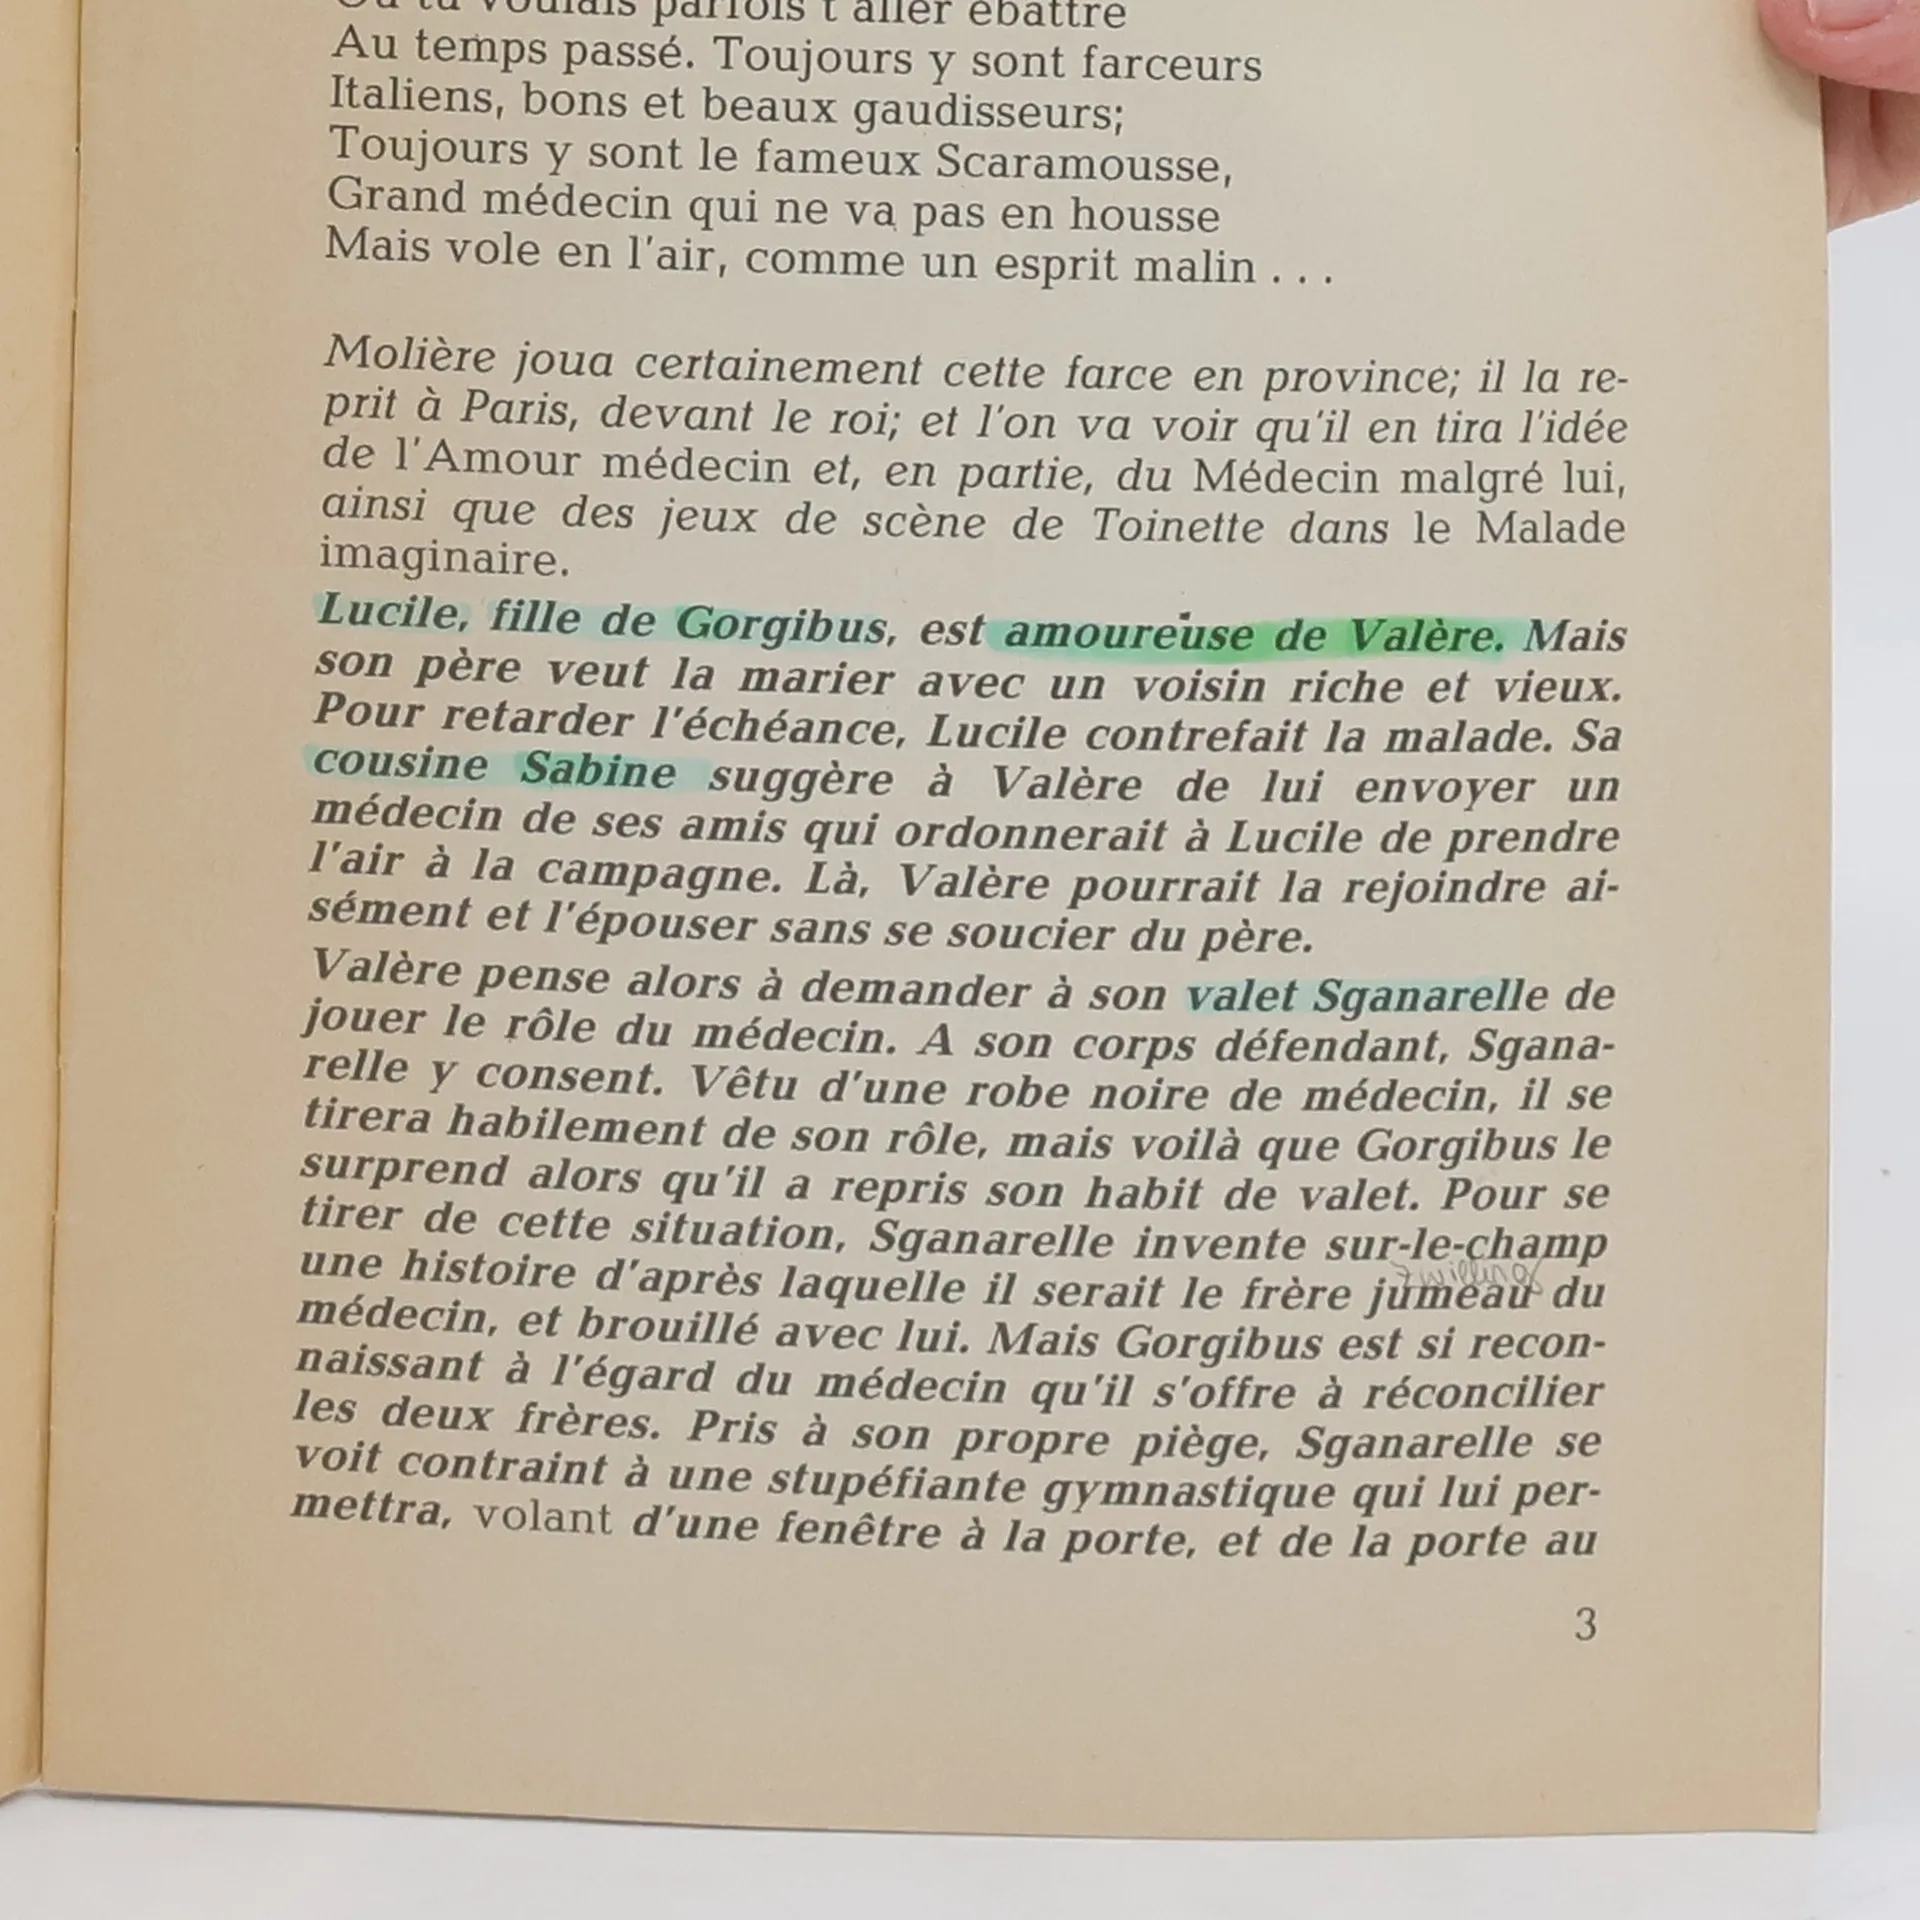 Où tu voulais parfois t'aller ébattre
Au temps passé. Toujours y sont farceurs
Italiens, bons et beaux gaudisseurs;
Toujours y sont le fameux Scaramousse,
Grand médecin qui ne va pas en housse
Mais vole en l'air, comme un esprit malin . . .
Molière joua certainement cette farce en province; il la re-
prit à Paris, devant le roi; et l'on va voir qu'il en tira l'idée
de l'Amour médecin et, en partie, du Médecin malgré lui,
ainsi que des jeux de scène de Toinette dans le Malade
imaginaire.
Lucile, fille de Gorgibus, est amoureuse de Valère. Mais
son père veut la marier avec un voisin riche et vieux.
Pour retarder l'échéance, Lucile contrefait la malade. Sa
cousine Sabine suggère à Valère de lui envoyer un
médecin de ses amis qui ordonnerait à Lucile de prendre
l'air à la campagne. Là, Valère pourrait la rejoindre ai-
sément et l'épouser sans se soucier du père.
Valère pense alors à demander à son valet Sganarelle de
jouer le rôle du médecin. A son corps défendant, Sgana-
relle y consent. Vêtu d'une robe noire de médecin, il se
tirera habilement de son rôle, mais voilà que Gorgibus le
surprend alors qu'il a repris son habit de valet. Pour se
tirer de cette situation, Sganarelle invente sur-le-champ
Zwilling
une histoire d'après laquelle il serait le frère jumeau du
médecin, et brouillé avec lui. Mais Gorgibus est si recon-
naissant à l'égard du médecin qu'il s'offre à réconcilier
les deux frères. Pris à son propre piège, Sganarelle se
voit contraint à une stupéfiante gymnastique qui lui per-
mettra, volant d'une fenêtre à la porte, et de la porte au
3